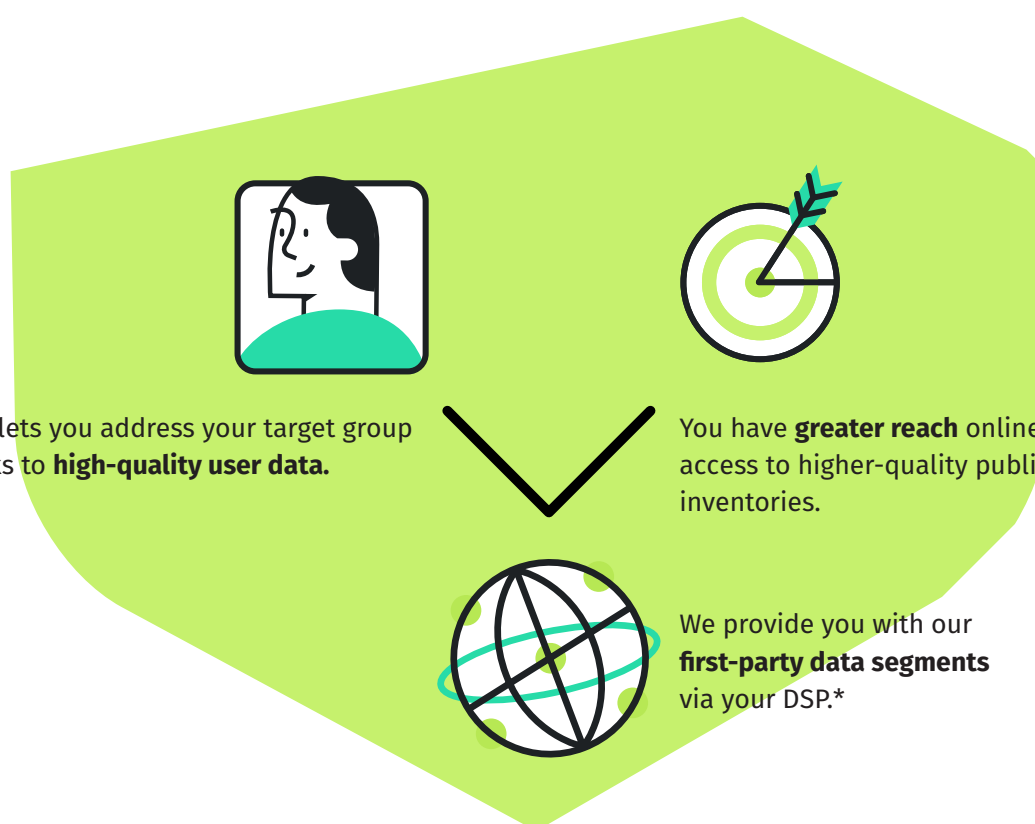 lets you address your target group
to high-quality user data.
You have greater reach online
access to higher-quality
inventories.
We provide you with our
first-party data segments
via your DSP.*